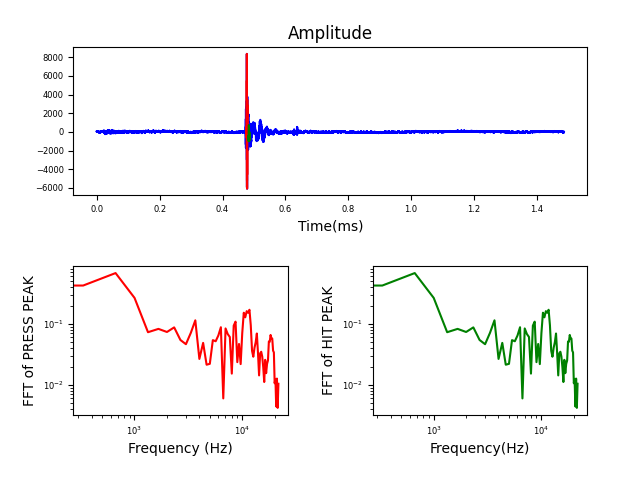 Amplitude
8000
6000
4000
2000
0
−2000
−4000
−6000
0.0 0.2 0.4 0.6 0.8 1.0 1.2 1.4
Time(ms)
FFT of PRESS PEAK
10⁻¹
10⁻²
10³ 10⁴
Frequency (Hz)
FFT of HIT PEAK
10⁻¹
10⁻²
10³ 10⁴
Frequency(Hz)